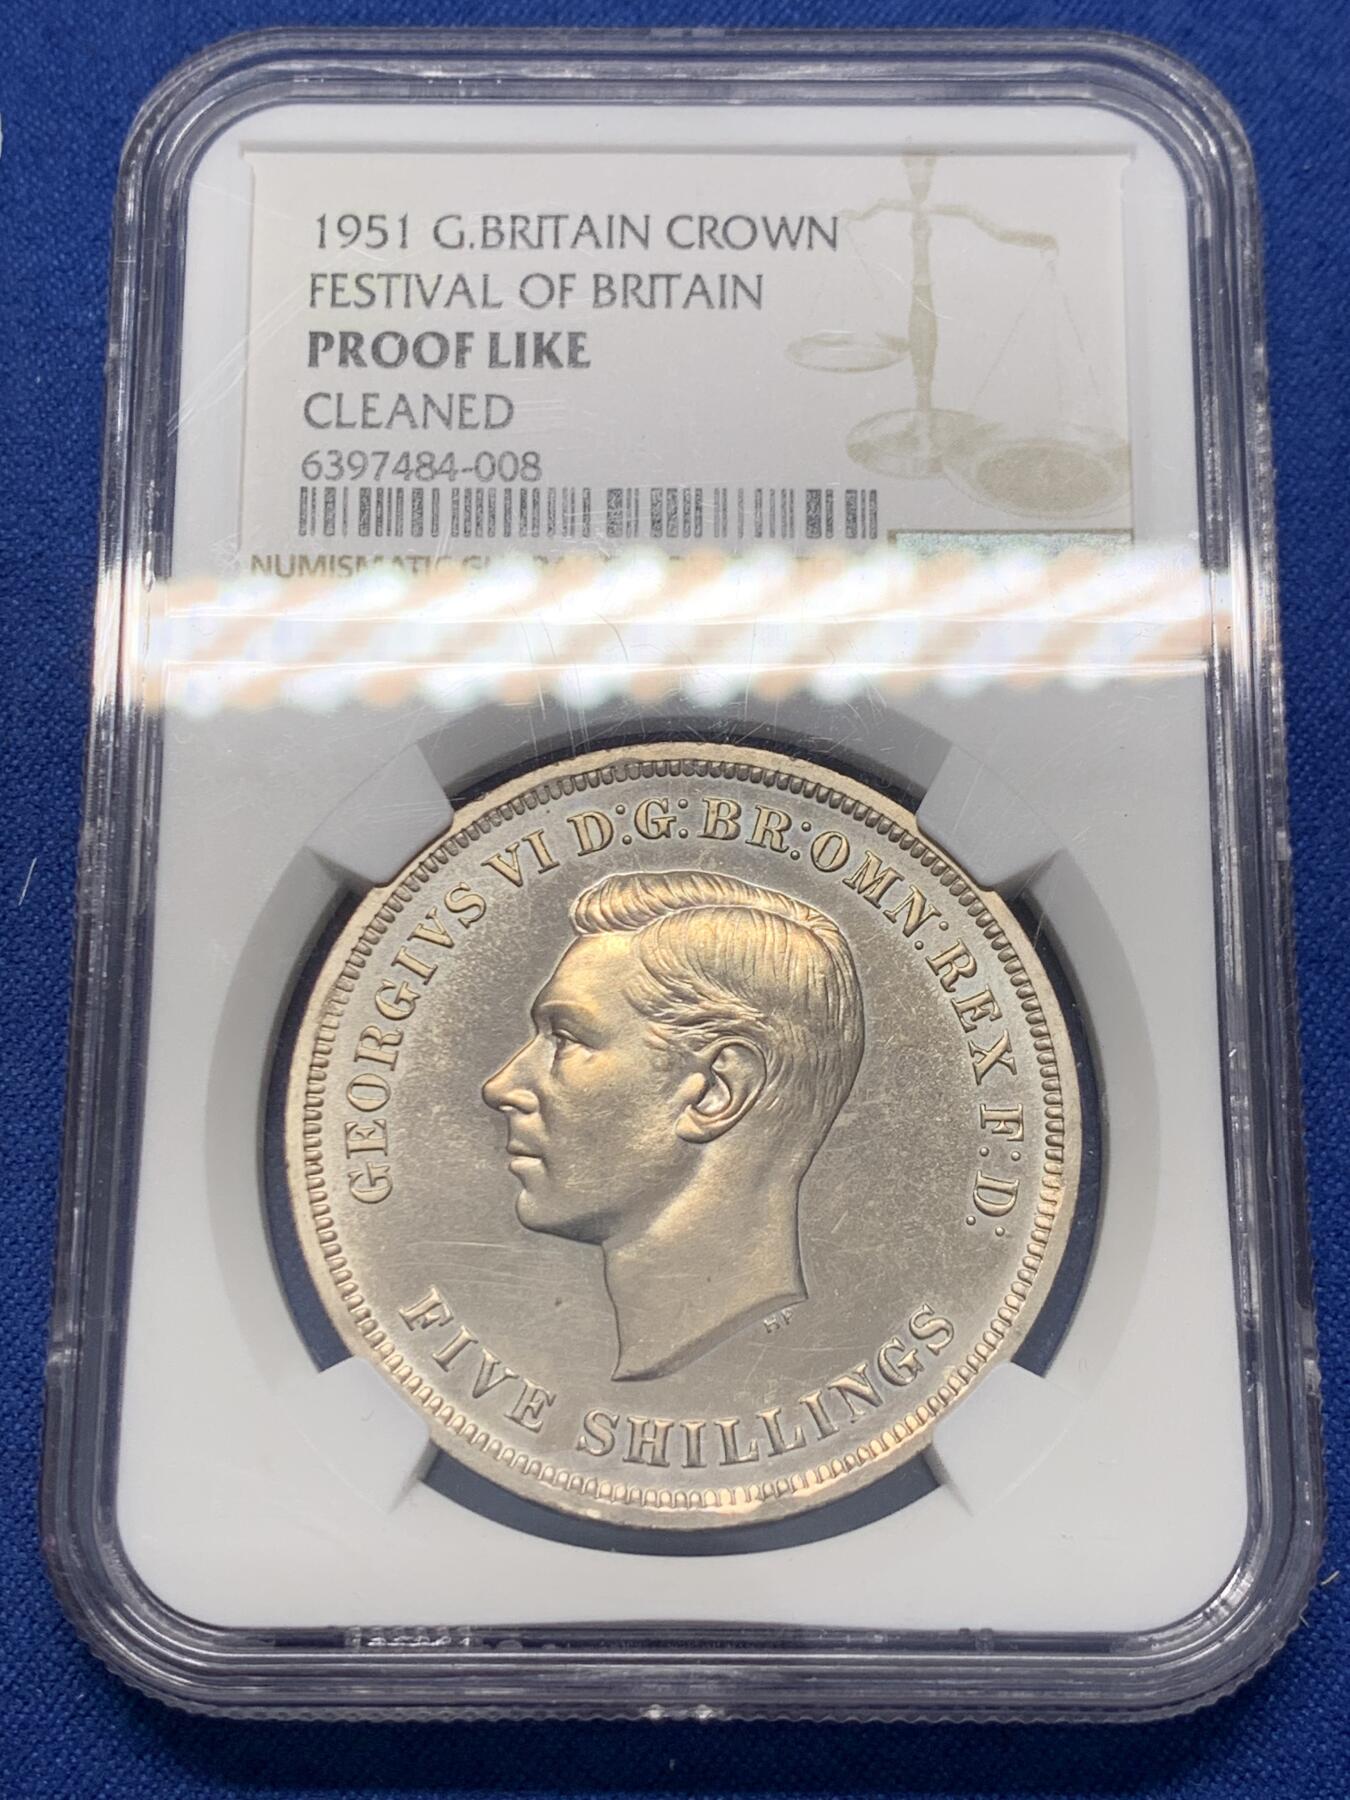 1951 G.BRITAIN CROWN
FESTIVAL OF BRITAIN
PROOF LIKE
CLEANED
6397484-008
NUMISMATIC
GEORGIVS VI D:G:BR:OMN:REX F:D:
HP
FIVE SHILLINGS